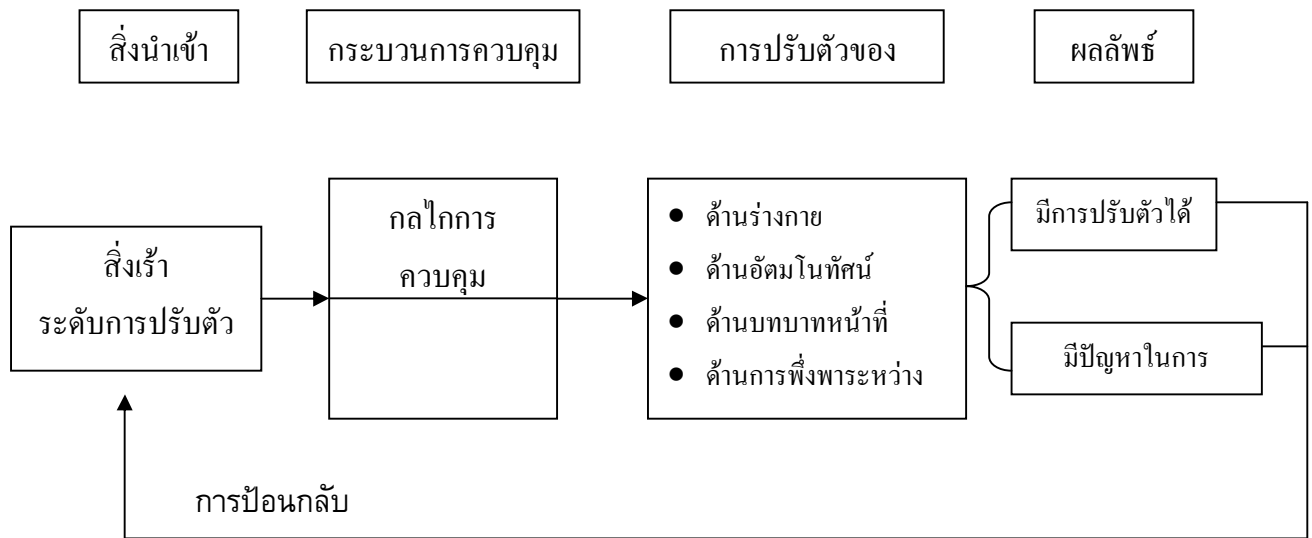 สิ่งนำเข้า
กระบวนการควบคุม
การปรับตัวของ
ผลลัพธ์
สิ่งเร้า
ระดับการปรับตัว
กลไกการ
ควบคุม
● ด้านร่างกาย
● ด้านอัตมโนทัศน์
● ด้านบทบาทหน้าที่
● ด้านการพึ่งพาระหว่าง
มีการปรับตัวได้
มีปัญหาในการ
การป้อนกลับ